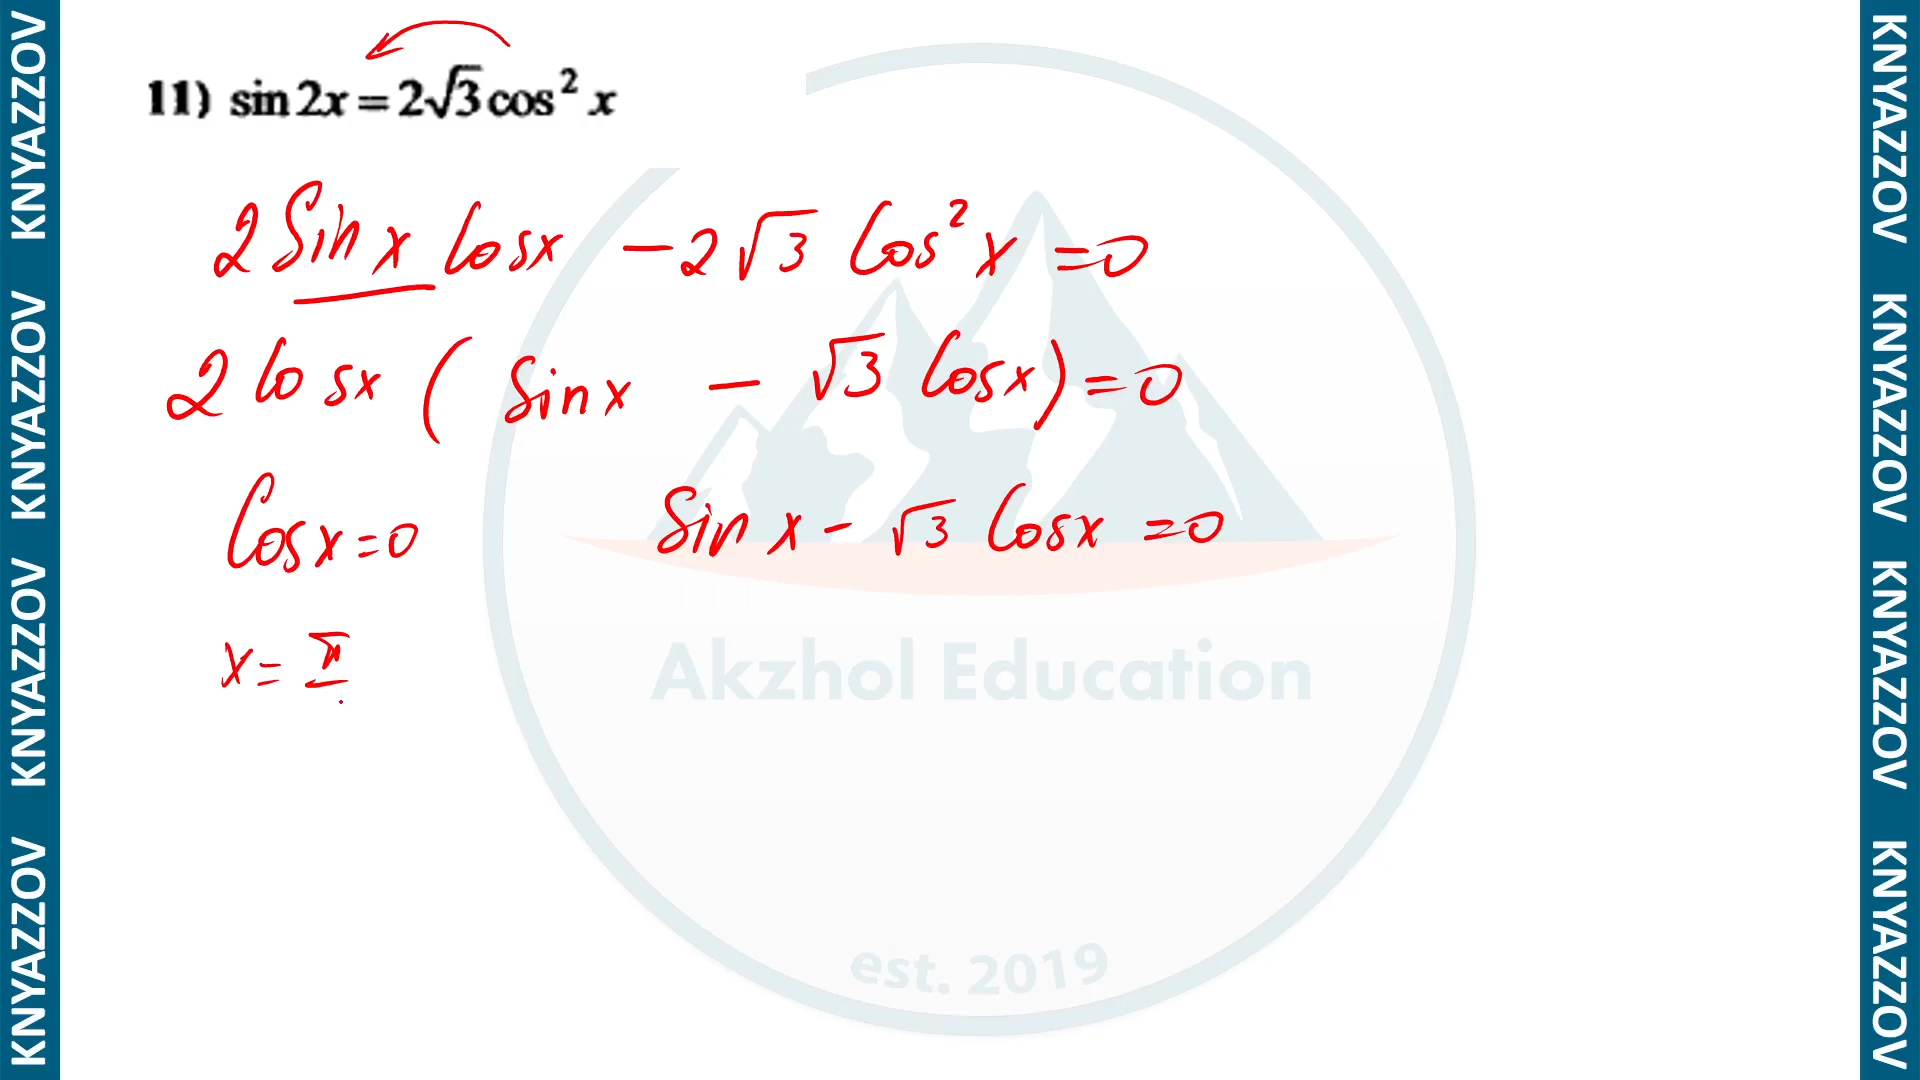 11) sin 2x = 2√3 cos² x
2 Sin x Cosx − 2√3 Cos² x = 0
2 Cosx ( Sinx − √3 Cosx) = 0
Cosx = 0 Sin x − √3 Cosx = 0
x = π
Akzhol Education
est. 2019
KNYAZZOV KNYAZZOV KNYAZZOV KNYAZZOV
KNYAZZOV KNYAZZOV KNYAZZOV KNYAZZOV